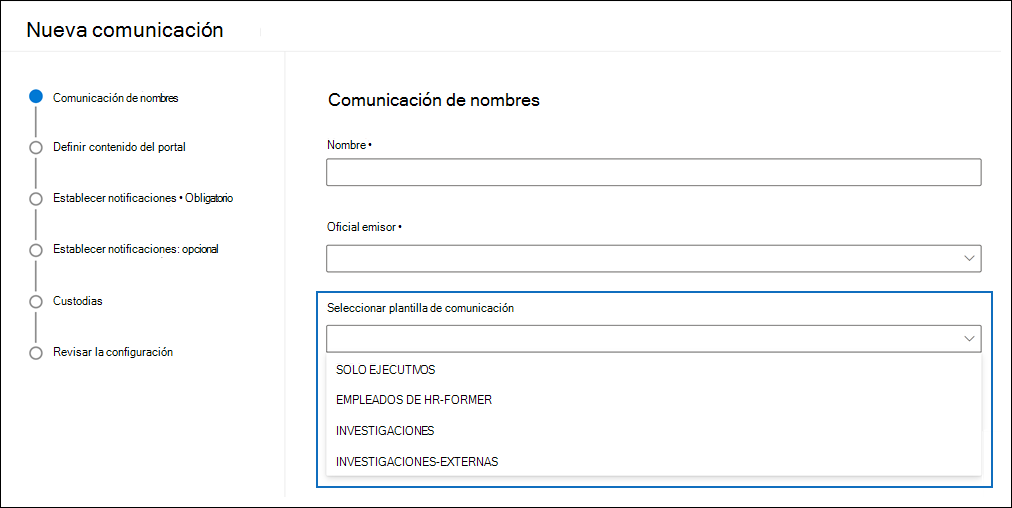 Nueva comunicación
Comunicación de nombres
Definir contenido del portal
Establecer notificaciones • Obligatorio
Establecer notificaciones: opcional
Custodias
Revisar la configuración
Comunicación de nombres
Nombre •
Oficial emisor •
Seleccionar plantilla de comunicación
SOLO EJECUTIVOS
EMPLEADOS DE HR-FORMER
INVESTIGACIONES
INVESTIGACIONES-EXTERNAS